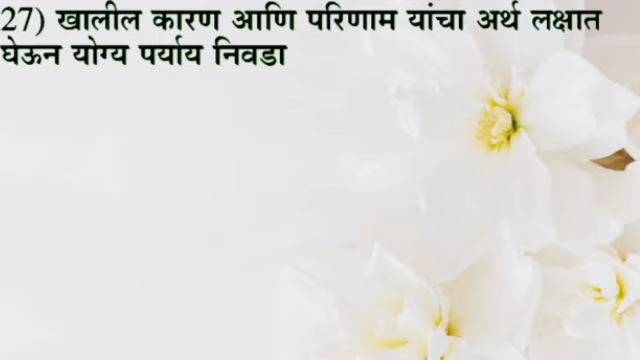 27) खालील कारण आणि परिणाम यांचा अर्थ लक्षात
घेऊन योग्य पर्याय निवडा